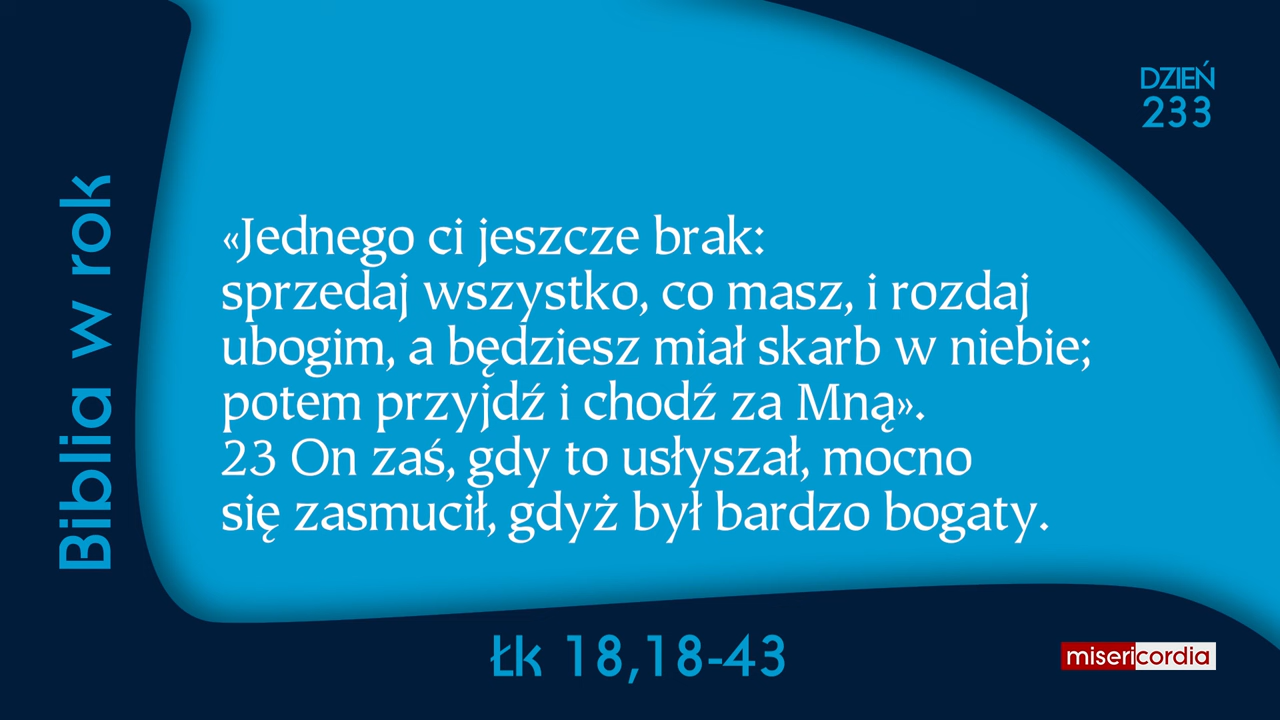 DZIEŃ
233
Biblia w rok
«Jednego ci jeszcze brak:
sprzedaj wszystko, co masz, i rozdaj
ubogim, a będziesz miał skarb w niebie;
potem przyjdź i chodź za Mną».
23 On zaś, gdy to usłyszał, mocno
się zasmucił, gdyż był bardzo bogaty.
Łk 18,18-43
misericordia